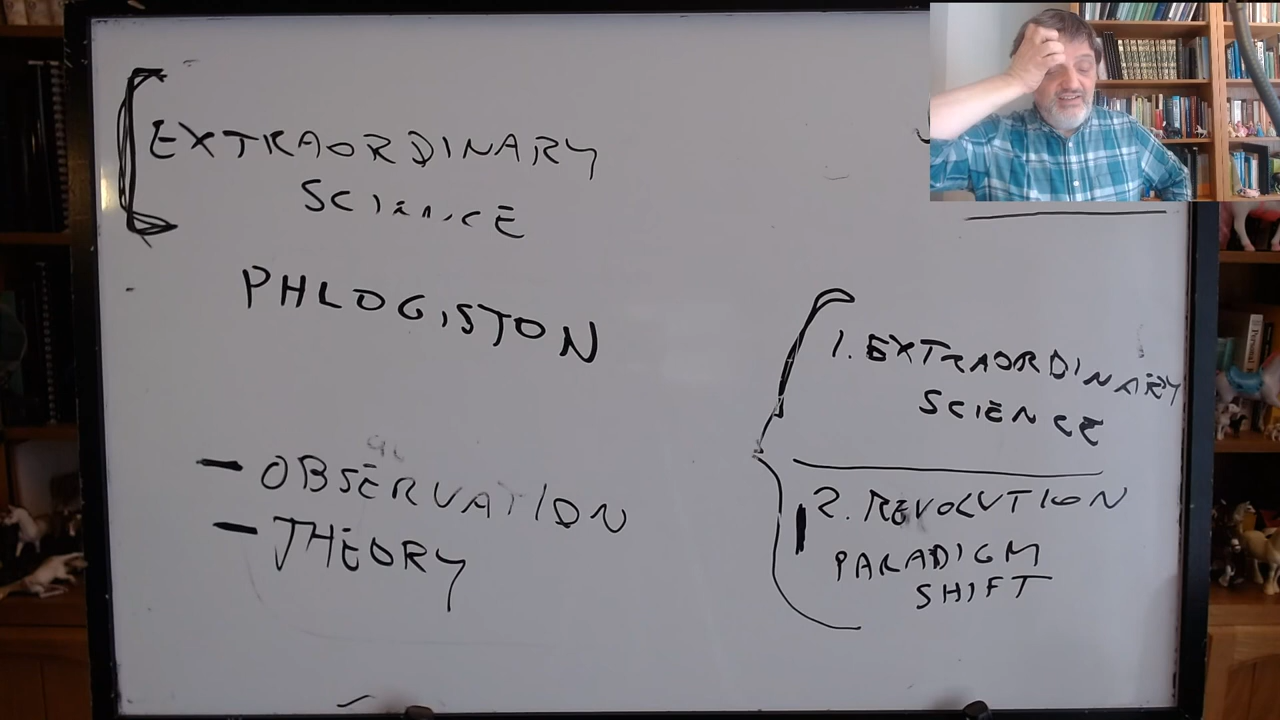 EXTRAORDINARY
SCIENCE
PHLOGISTON
- OBSERVATION
- THEORY
1. EXTRAORDINARY
SCIENCE
2. REVOLUTION
PARADIGM
SHIFT